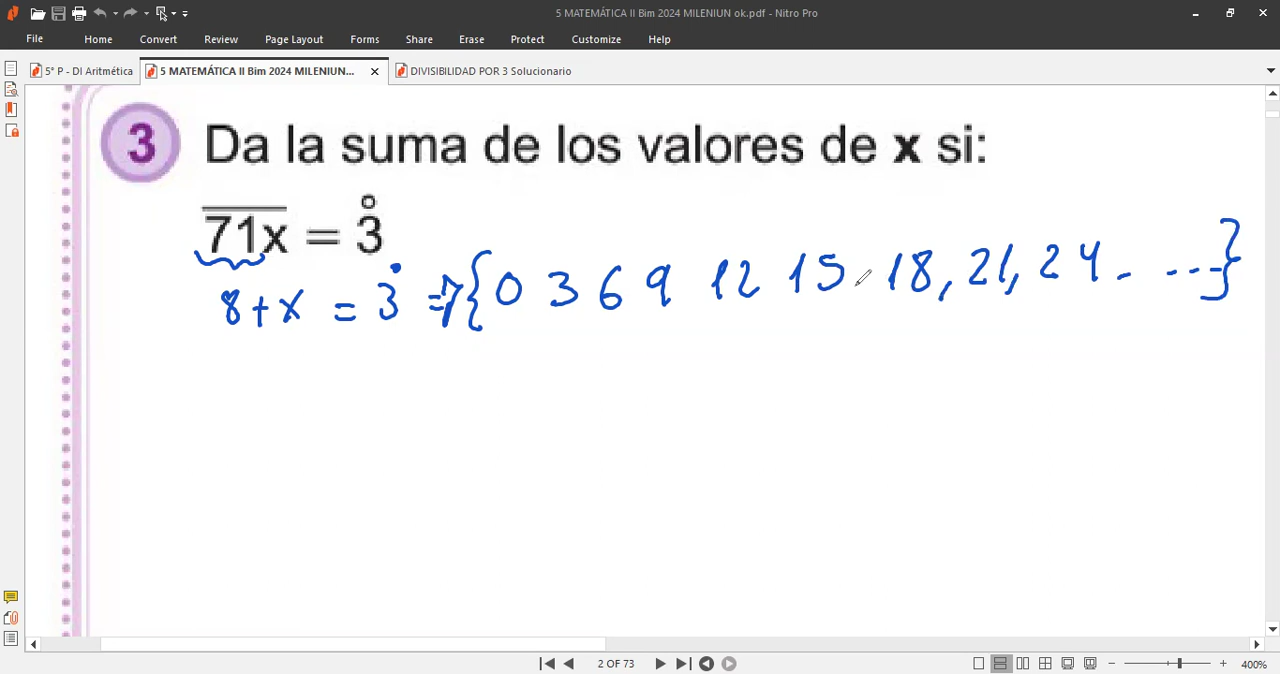 5 MATEMÁTICA II Bim 2024 MILENIUN ok.pdf - Nitro Pro
File Home Convert Review Page Layout Forms Share Erase Protect Customize Help
5° P - DI Aritmética 5 MATEMÁTICA II Bim 2024 MILENIUN... DIVISIBILIDAD POR 3 Solucionario
3 Da la suma de los valores de x si:
71x = 3̊
8+x = 3̇ ⇒ {0 3 6 9 12 15 . 18, 21, 24 - ---}
2 OF 73
400%